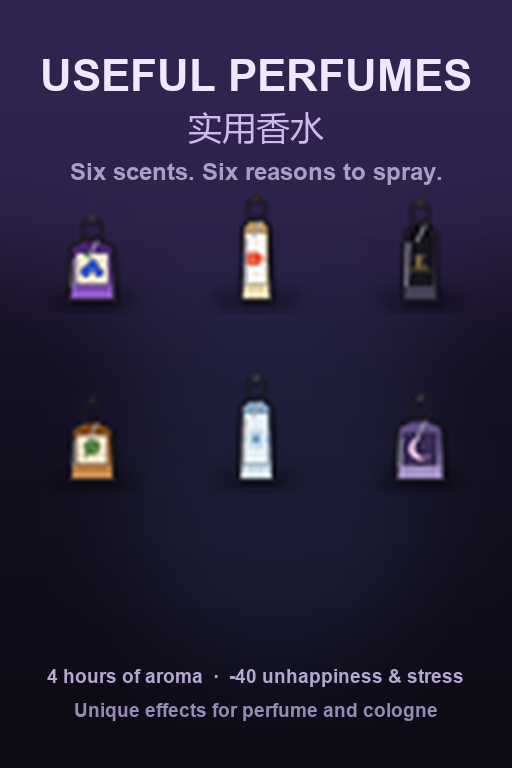 USEFUL PERFUMES
实用香水
Six scents. Six reasons to spray.
4 hours of aroma · -40 unhappiness & stress
Unique effects for perfume and cologne